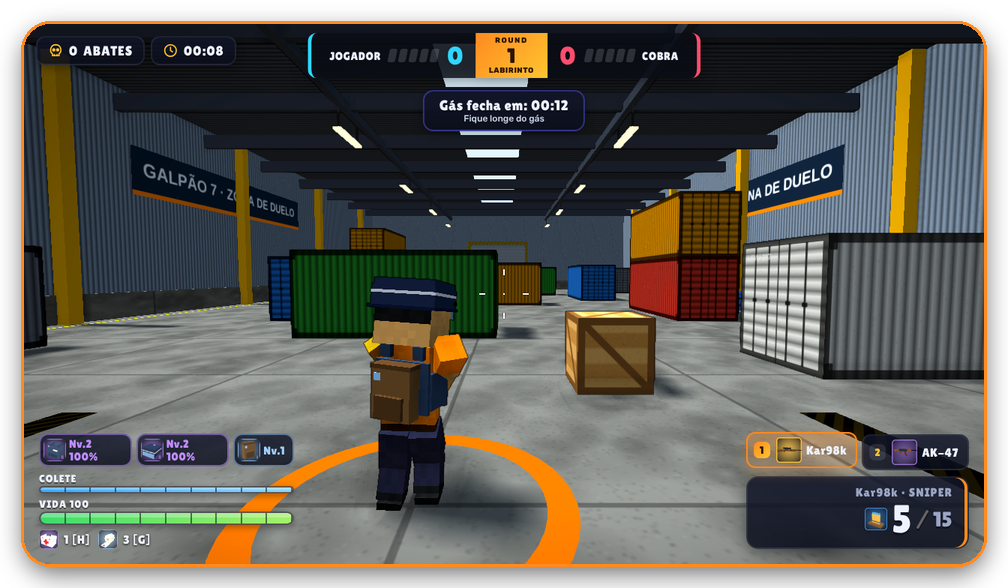 0 ABATES
00:08
JOGADOR
0
ROUND
1
LABIRINTO
0
COBRA
Gás fecha em: 00:12
Fique longe do gás
GALPÃO 7 · ZONA DE DUELO
NA DE DUELO
Nv.2
100%
Nv.2
100%
Nv.1
COLETE
VIDA 100
1 [H]
3 [G]
1
Kar98k
2
AK-47
Kar98k · SNIPER
5 / 15